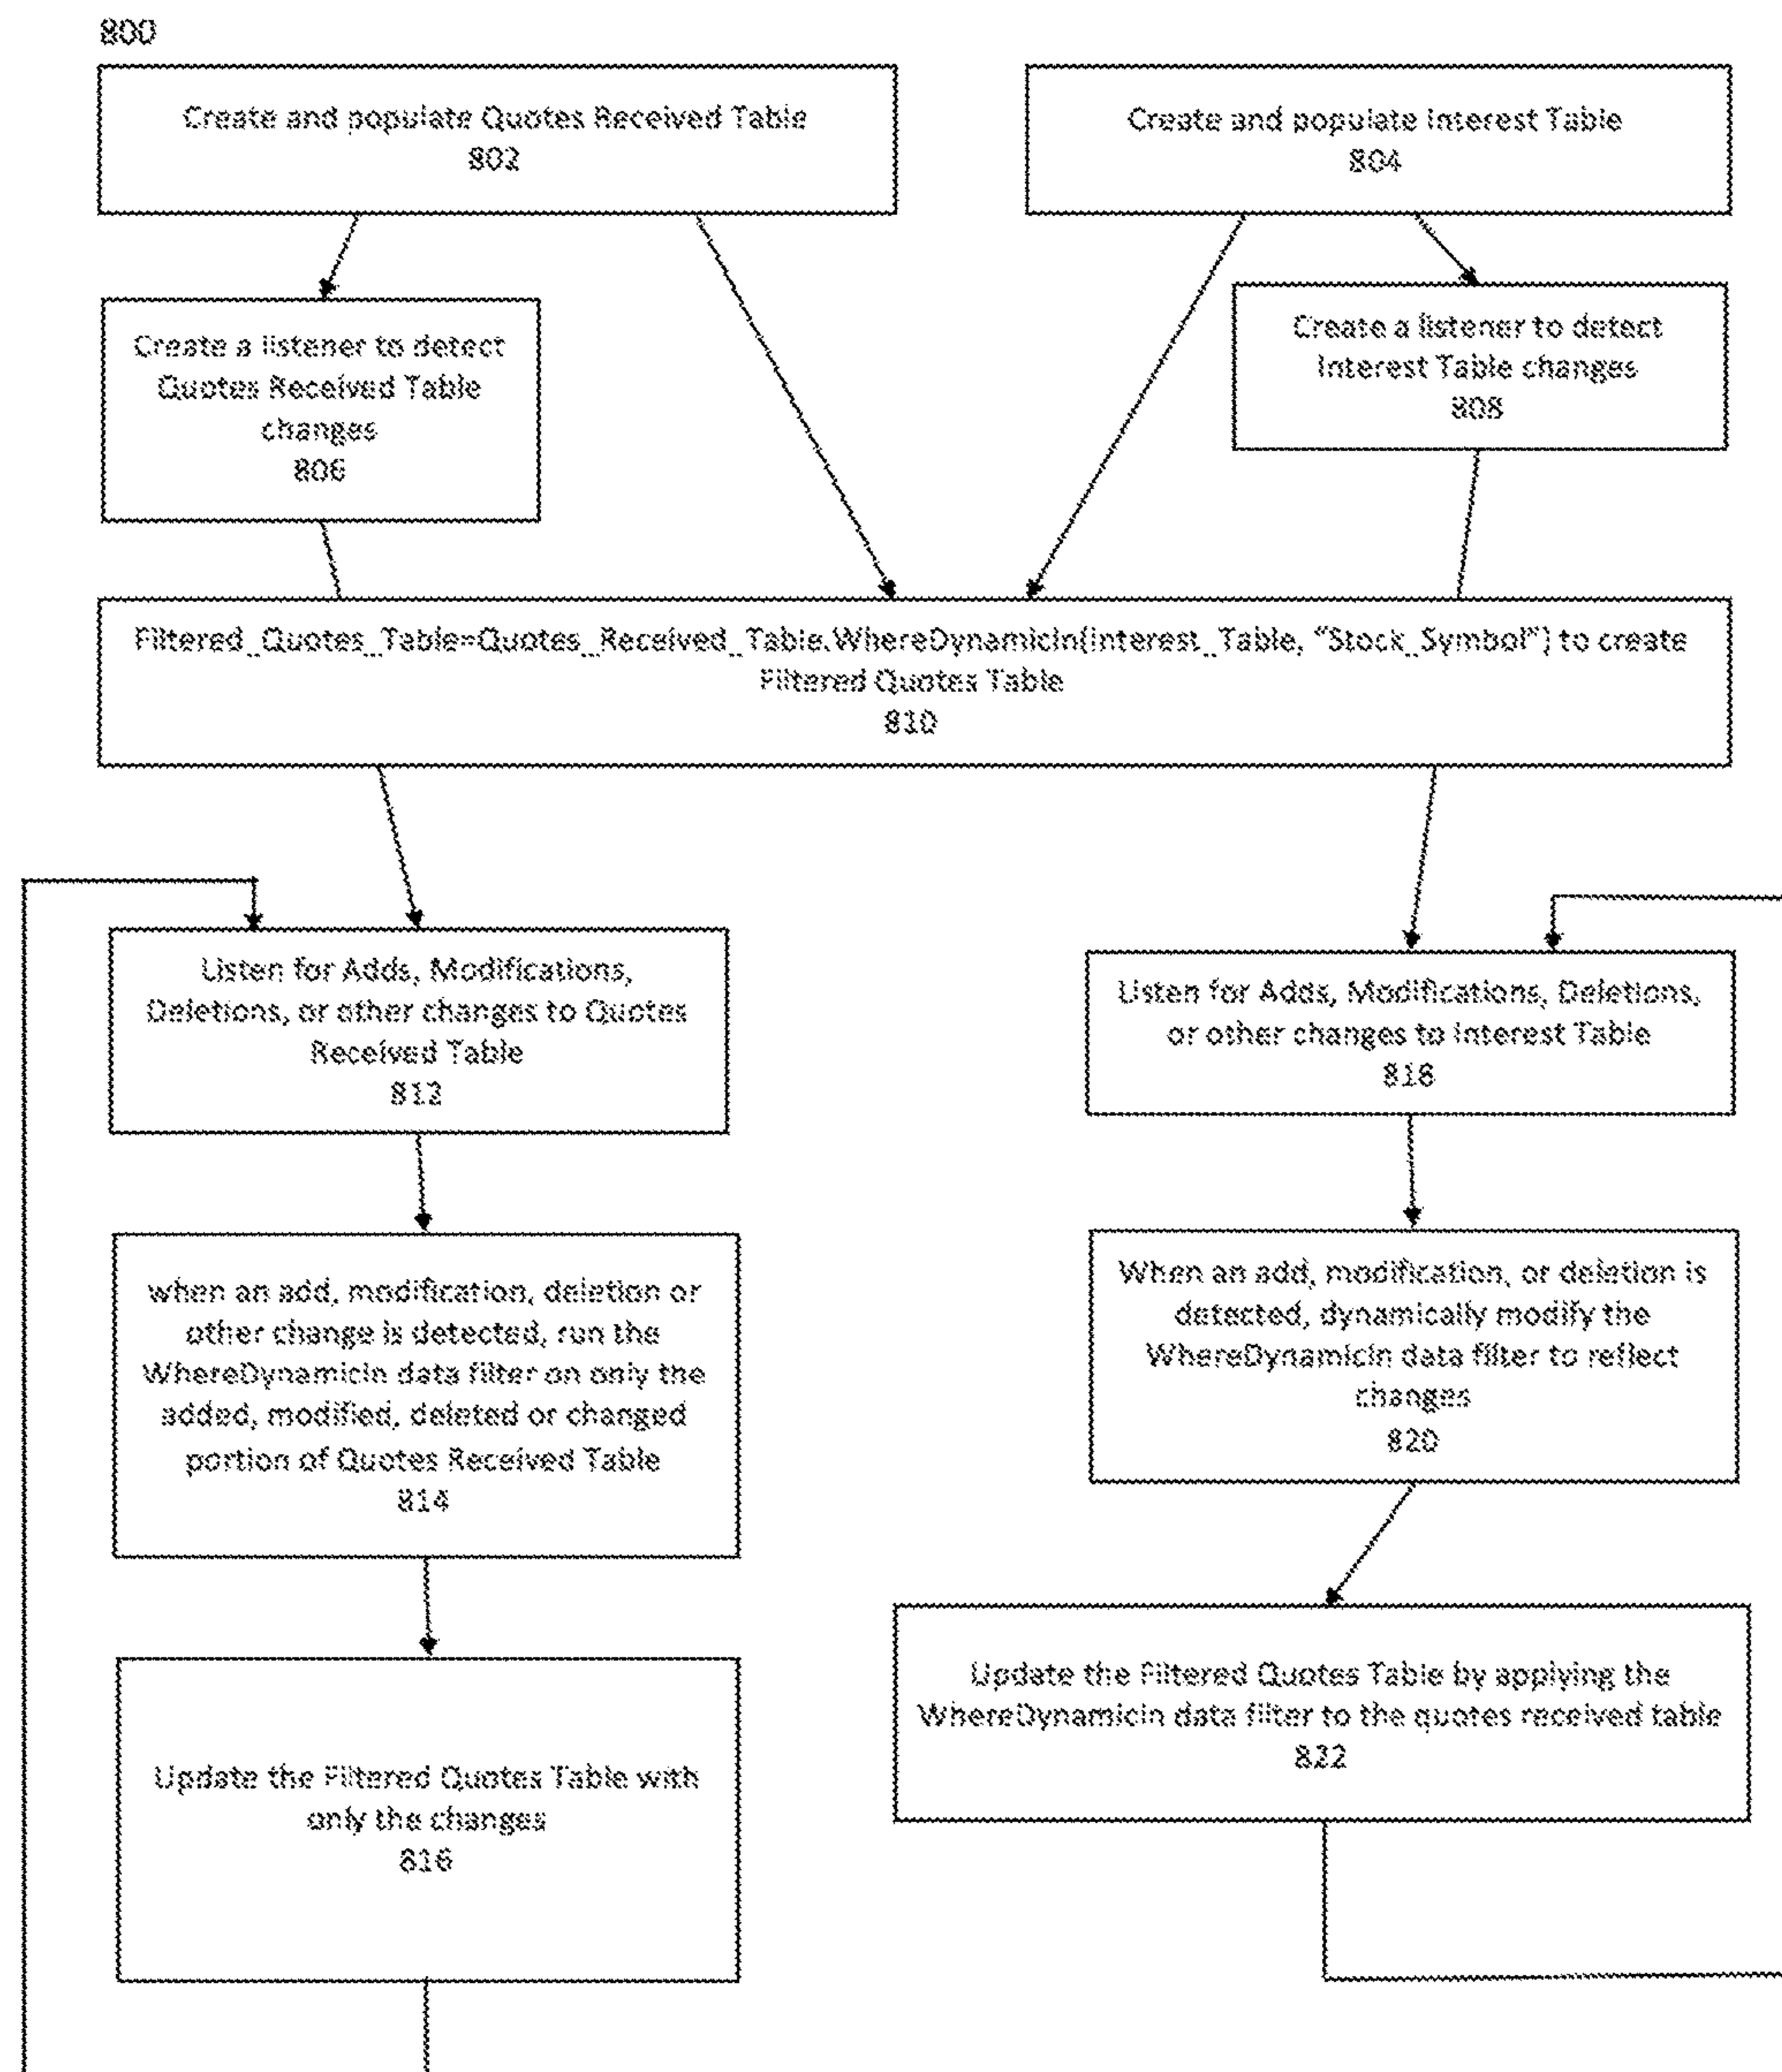 800
Create and populate Quotes Received Table
802
Create and populate Interest Table
804
Create a listener to detect
Quotes Received Table
changes
806
Create a listener to detect
Interest Table changes
808
Filtered_Quotes_Table=Quotes_Received_Table.WhereDynamicIn(Interest_Table, "Stock_Symbol") to create
Filtered Quotes Table
810
Listen for Adds, Modifications,
Deletions, or other changes to Quotes
Received Table
812
when an add, modification, deletion or
other change is detected, run the
WhereDynamicIn data filter on only the
added, modified, deleted or changed
portion of Quotes Received Table
814
Update the Filtered Quotes Table with
only the changes
816
Listen for Adds, Modifications, Deletions,
or other changes to Interest Table
818
When an add, modification, or deletion is
detected, dynamically modify the
WhereDynamicIn data filter to reflect
changes
820
Update the Filtered Quotes Table by applying the
WhereDynamicIn data filter to the quotes received table
822